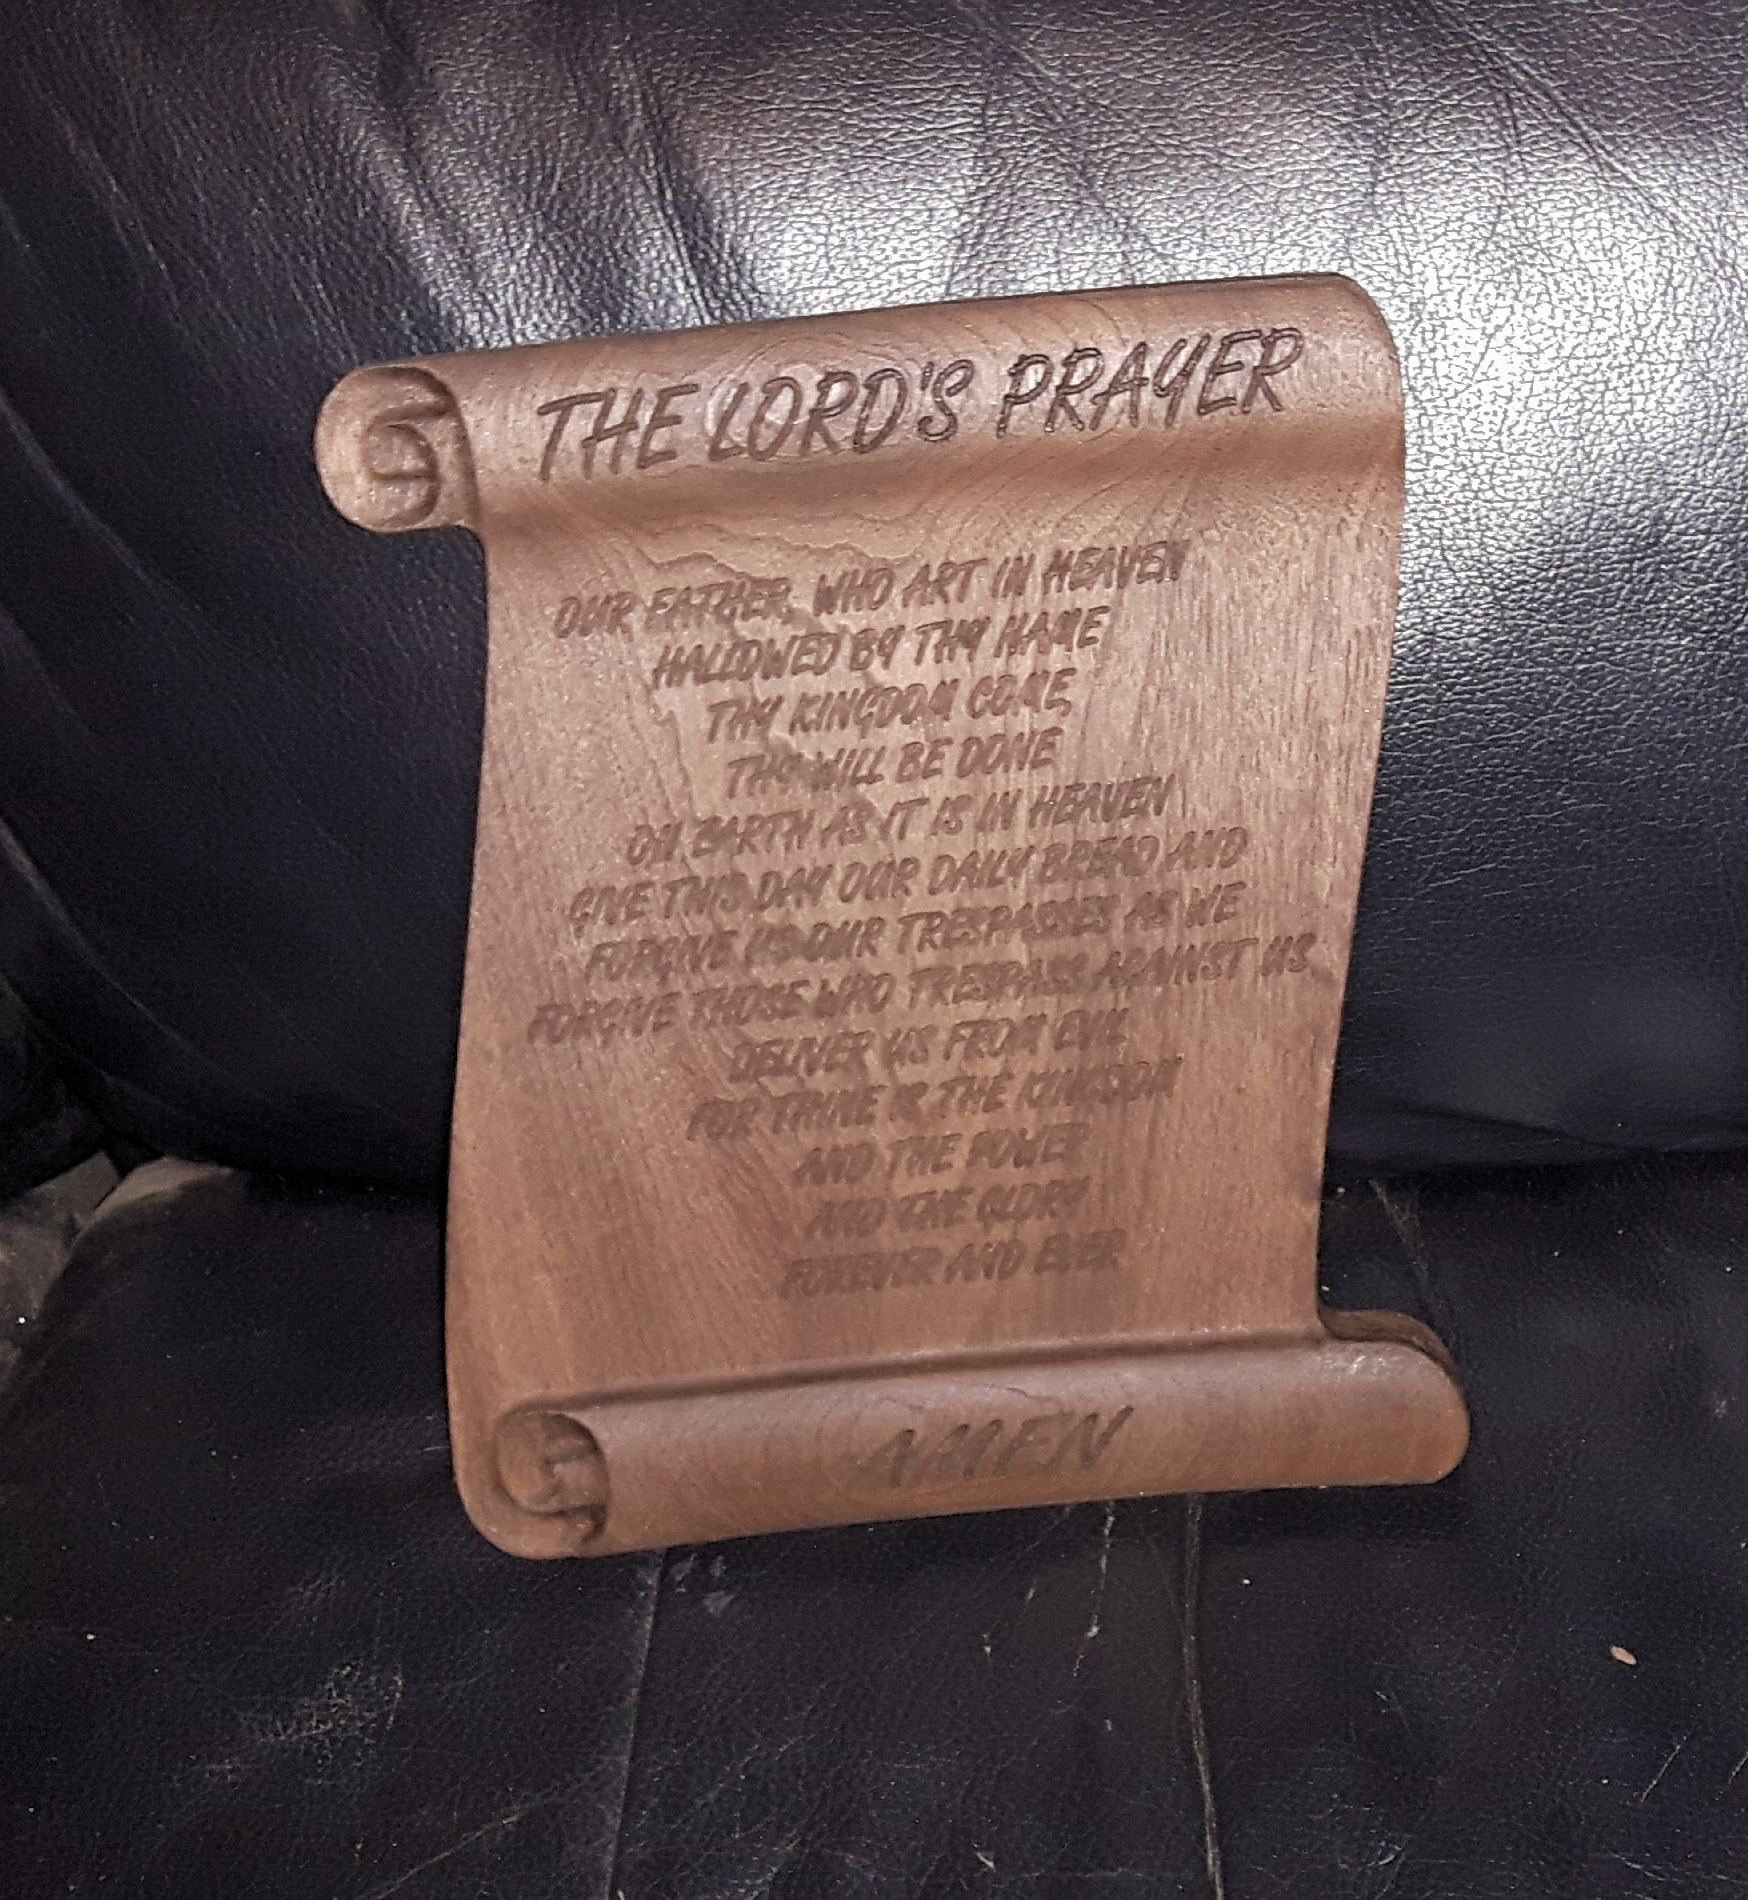 THE LORD'S PRAYER
OUR FATHER, WHO ART IN HEAVEN
HALLOWED BY THY NAME
THY KINGDOM COME,
THY WILL BE DONE
ON EARTH AS IT IS IN HEAVEN
GIVE THIS DAY OUR DAILY BREAD AND
FORGIVE US OUR TRESPASSES AS WE
FORGIVE THOSE WHO TRESPASS AGAINST US.
DELIVER US FROM EVIL
FOR THINE IS THE KINGDOM
AND THE POWER
AND THE GLORY
FOREVER AND EVER
AMEN